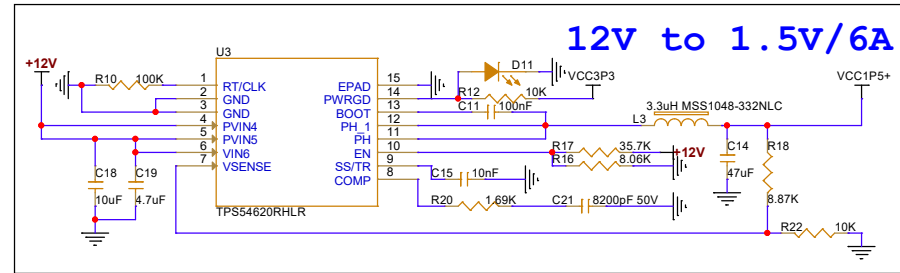 12V to 1.5V/6A
U3
+12V
R10 100K
1 RT/CLK
2 GND
3 GND
4 PVIN4
5 PVIN5
6 VIN6
7 VSENSE
EPAD 15
PWRGD 14
BOOT 13
PH_1 12
PH 11
EN 10
SS/TR 9
COMP 8
TPS54620RHLR
D11
VCC3P3
R12 10K
C11 100nF
3.3uH MSS1048-332NLC
L3
VCC1P5+
R17 35.7K
+12V
R16 8.06K
C15 10nF
R20 1.69K
C21 8200pF 50V
C14
47uF
R18
8.87K
R22 10K
C18
10uF
C19
4.7uF